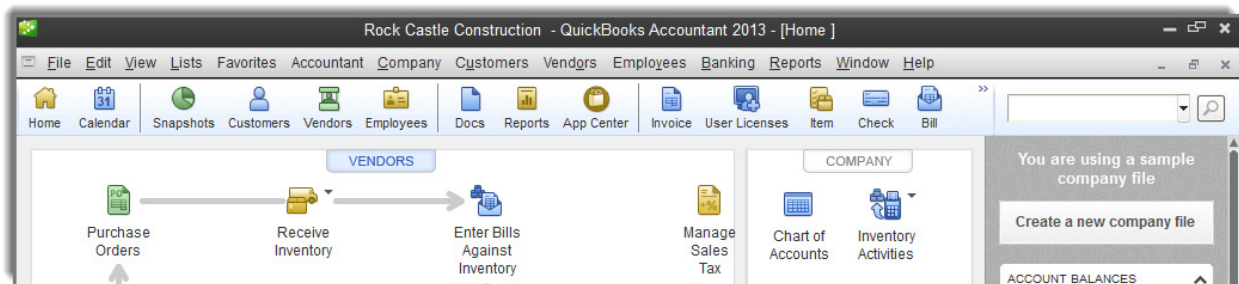 Rock Castle Construction - QuickBooks Accountant 2013 - [Home ]
File Edit View Lists Favorites Accountant Company Customers Vendors Employees Banking Reports Window Help
31
Home Calendar Snapshots Customers Vendors Employees Docs Reports App Center Invoice User Licenses Item Check Bill
VENDORS
COMPANY
You are using a sample
company file
PO
Purchase
Orders
Receive
Inventory
Enter Bills
Against
Inventory
Manage
Sales
Tax
Chart of
Accounts
Inventory
Activities
Create a new company file
ACCOUNT BALANCES